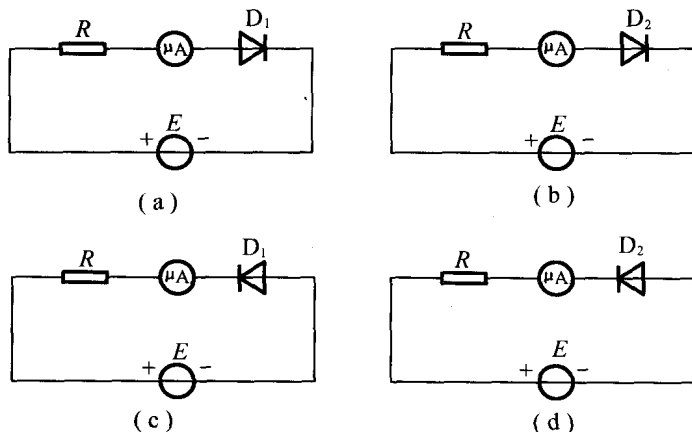 D₁ D₂
R μA R μA
E E
+ − + −
(a) (b)
D₁ D₂
R μA R μA
E E
+ − + −
(c) (d)